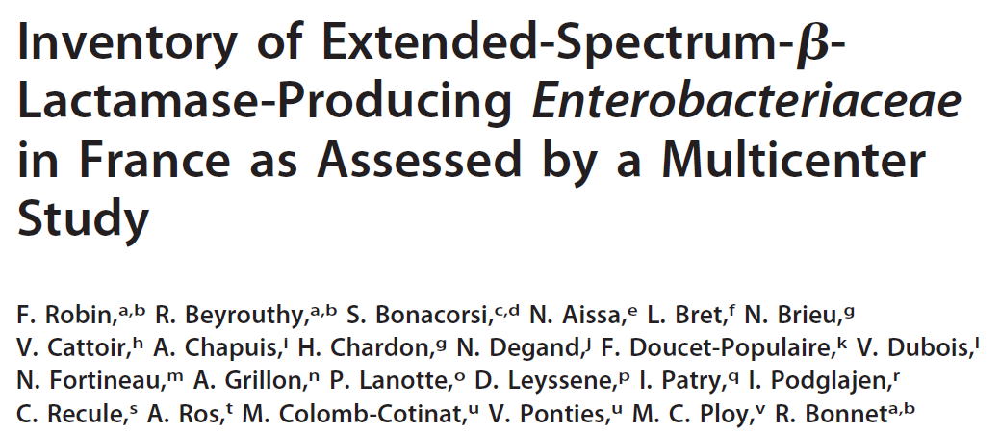 Inventory of Extended-Spectrum-β-
Lactamase-Producing Enterobacteriaceae
in France as Assessed by a Multicenter
Study
F. Robin,a,b R. Beyrouthy,a,b S. Bonacorsi,c,d N. Aissa,e L. Bret,f N. Brieu,g
V. Cattoir,h A. Chapuis,i H. Chardon,g N. Degand,j F. Doucet-Populaire,k V. Dubois,l
N. Fortineau,m A. Grillon,n P. Lanotte,o D. Leyssene,p I. Patry,q I. Podglajen,r
C. Recule,s A. Ros,t M. Colomb-Cotinat,u V. Ponties,u M. C. Ploy,v R. Bonneta,b